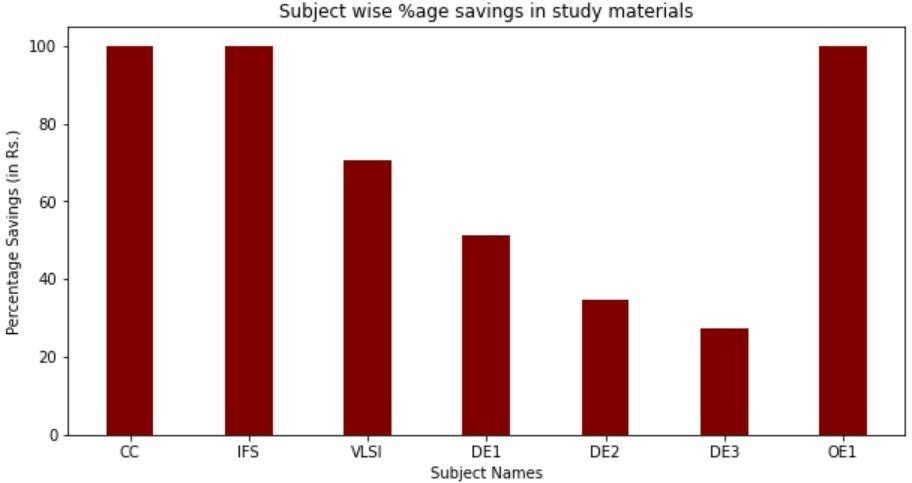 Subject wise %age savings in study materials
Percentage Savings (in Rs.)
100
80
60
40
20
0
CC IFS VLSI DE1 DE2 DE3 OE1
Subject Names